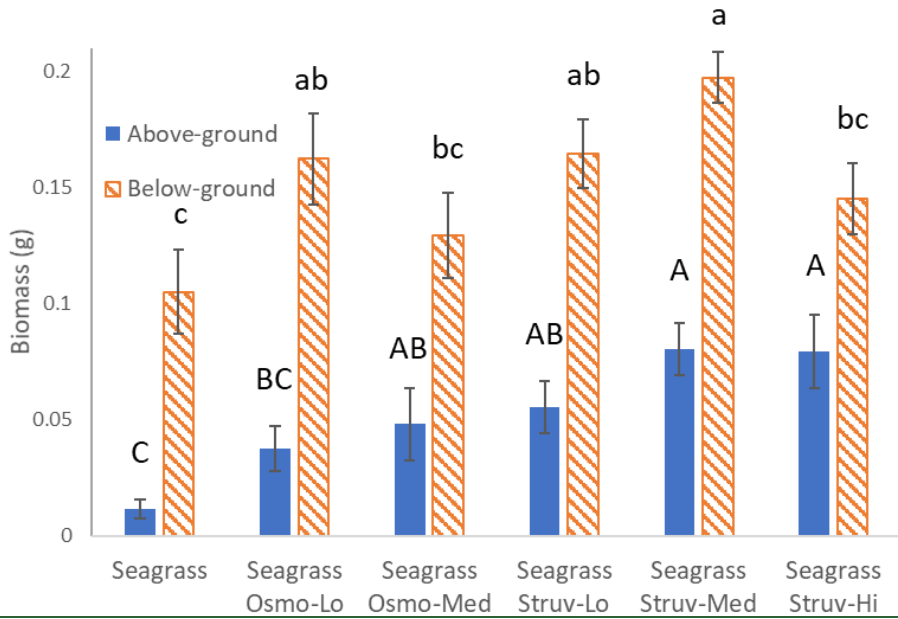 a
0.2
ab
ab
Above-ground
bc
bc
Below-ground
0.15
c
A
A
Biomass (g)
0.1
AB
AB
BC
0.05
C
0
Seagrass
Seagrass Osmo-Lo
Seagrass Osmo-Med
Seagrass Struv-Lo
Seagrass Struv-Med
Seagrass Struv-Hi